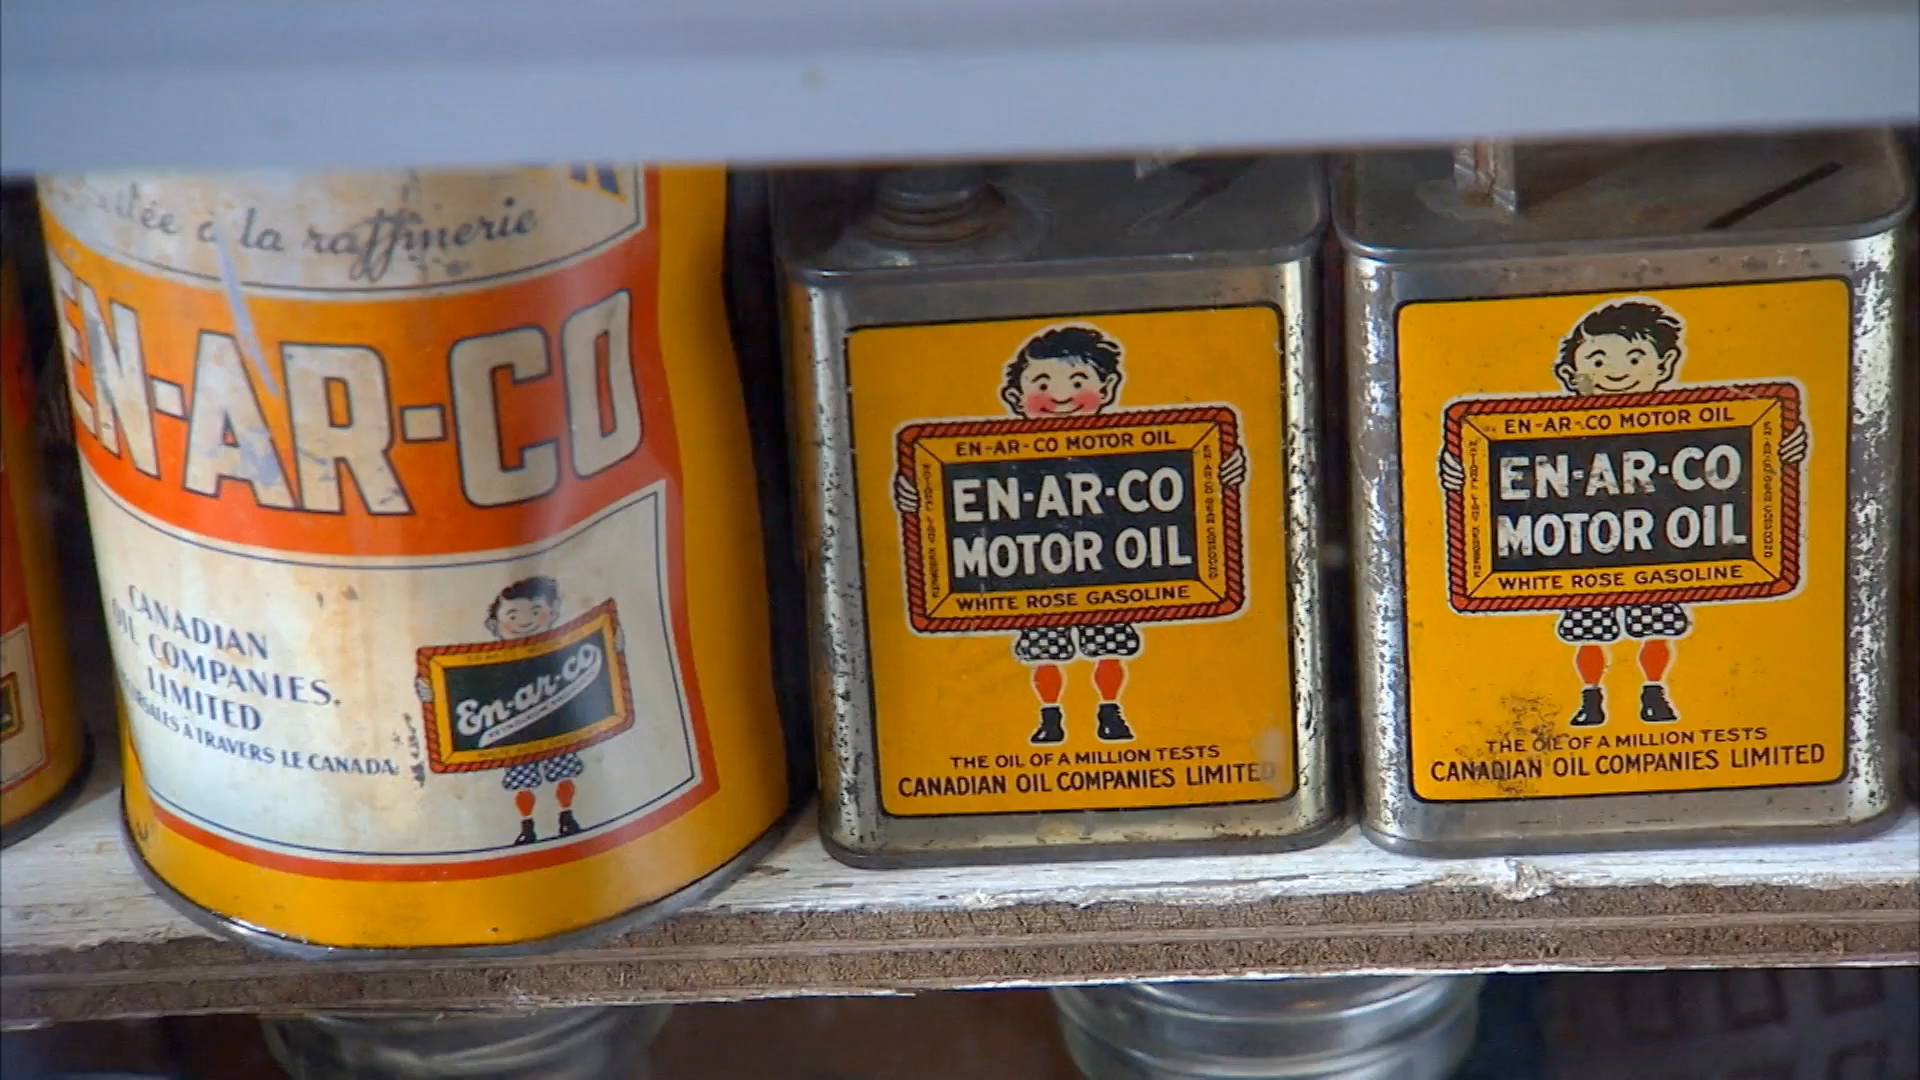 à la raffinerie
EN-AR-CO
CANADIAN
OIL COMPANIES,
LIMITED
À TRAVERS LE CANADA
En-ar-co
EN-AR-CO MOTOR OIL
EN-AR-CO
MOTOR OIL
WHITE ROSE GASOLINE
THE OIL OF A MILLION TESTS
CANADIAN OIL COMPANIES LIMITED
EN-AR-CO MOTOR OIL
EN-AR-CO
MOTOR OIL
WHITE ROSE GASOLINE
THE OIL OF A MILLION TESTS
CANADIAN OIL COMPANIES LIMITED